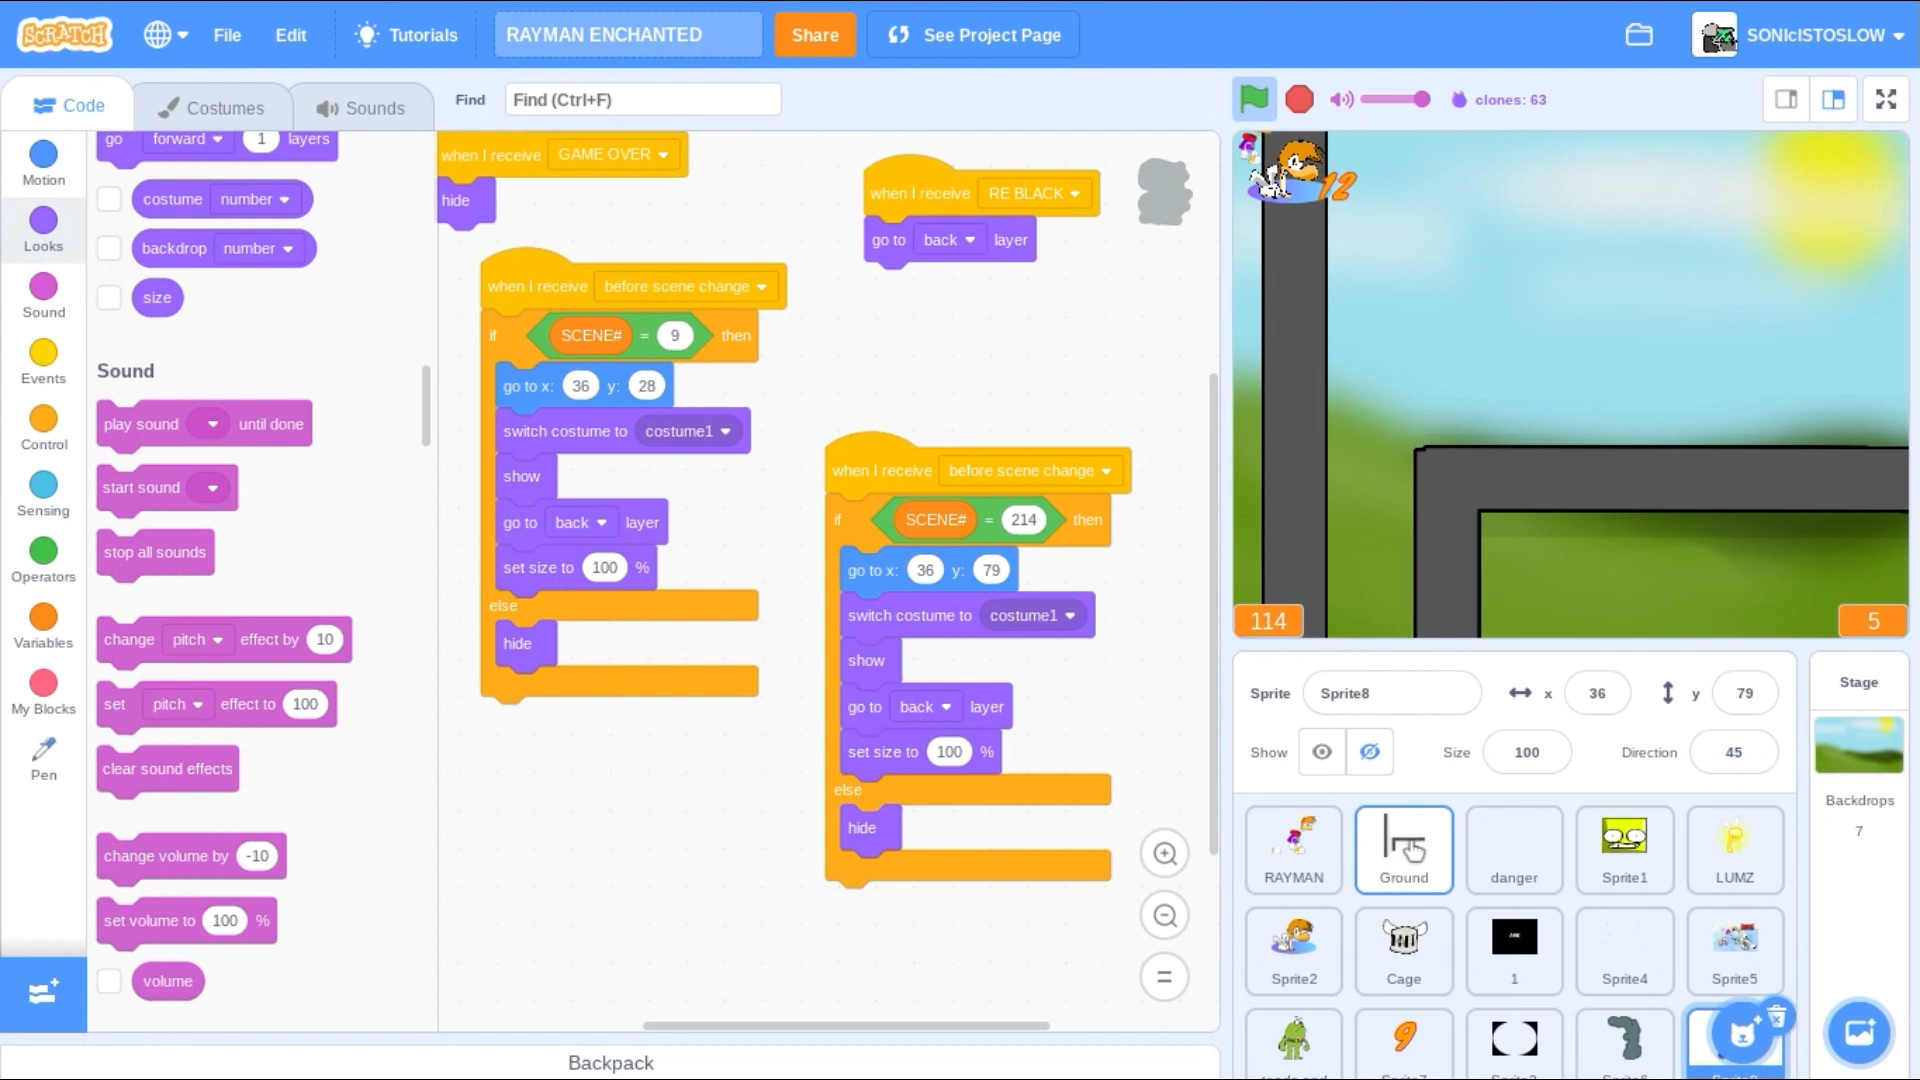 SCRATCH
File
Edit
Tutorials
RAYMAN ENCHANTED
Share
See Project Page
SONIcISTOSLOW
Code
Costumes
Sounds
Find
Find (Ctrl+F)
clones: 63
Motion
Looks
Sound
Events
Control
Sensing
Operators
Variables
My Blocks
Pen
go forward 1 layers
costume number
backdrop number
size
Sound
play sound until done
start sound
stop all sounds
change pitch effect by 10
set pitch effect to 100
clear sound effects
change volume by -10
set volume to 100 %
volume
when I receive GAME OVER
hide
when I receive before scene change
if SCENE# = 9 then
go to x: 36 y: 28
switch costume to costume1
show
go to back layer
set size to 100 %
else
hide
when I receive RE BLACK
go to back layer
when I receive before scene change
if SCENE# = 214 then
go to x: 36 y: 79
switch costume to costume1
show
go to back layer
set size to 100 %
else
hide
=
Backpack
12
114
5
Sprite Sprite8 x 36 y 79
Show Size 100 Direction 45
RAYMAN
Ground
danger
Sprite1
LUMZ
Sprite2
Cage
1
Sprite4
Sprite5
9
Stage
Backdrops
7